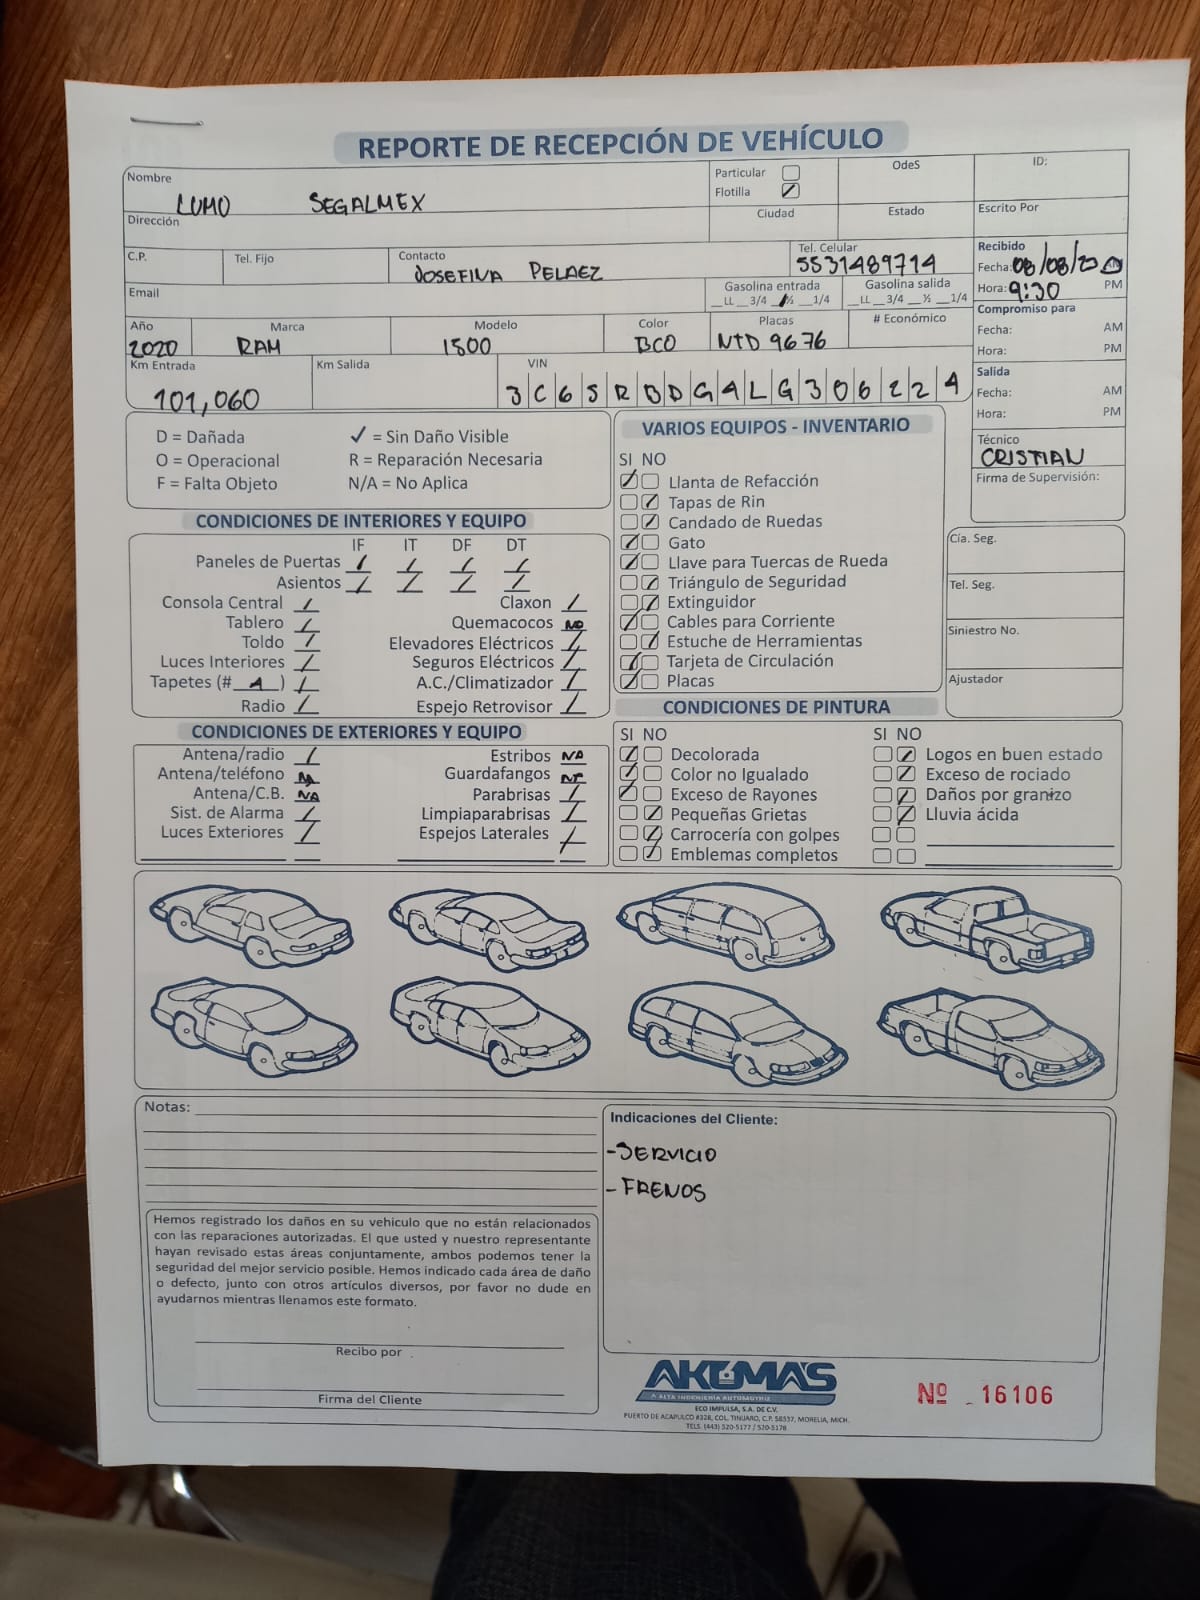 REPORTE DE RECEPCIÓN DE VEHÍCULO
Nombre
LUMO SEGALMEX
Particular
Flotilla
OdeS
ID:
Dirección
Ciudad
Estado
Escrito Por
C.P.
Tel. Fijo
Contacto
JOSEFINA PELAEZ
Tel. Celular
5531489714
Recibido
Fecha: 08/08/20
Hora: 9:30 PM
Email
Gasolina entrada
__LL __3/4 __½ __1/4
Gasolina salida
__LL __3/4 __½ __1/4
Compromiso para
Fecha: AM
Hora: PM
Año
2020
Marca
RAM
Modelo
1500
Color
BCO
Placas
NTD 9676
# Económico
Km Entrada
101,060
Km Salida
VIN
3C6SRBDG4LG306224
Salida
Fecha: AM
Hora: PM
Técnico
CRISTIAN
Firma de Supervisión:
D = Dañada ✓ = Sin Daño Visible
O = Operacional R = Reparación Necesaria
F = Falta Objeto N/A = No Aplica
VARIOS EQUIPOS - INVENTARIO
SI NO
Llanta de Refacción
Tapas de Rin
Candado de Ruedas
Gato
Llave para Tuercas de Rueda
Triángulo de Seguridad
Extinguidor
Cables para Corriente
Estuche de Herramientas
Tarjeta de Circulación
Placas
Cía. Seg.
Tel. Seg.
Siniestro No.
Ajustador
CONDICIONES DE INTERIORES Y EQUIPO
IF IT DF DT
Paneles de Puertas
Asientos
Consola Central Claxon
Tablero Quemacocos NO
Toldo Elevadores Eléctricos
Luces Interiores Seguros Eléctricos
Tapetes (# 4 ) A.C./Climatizador
Radio Espejo Retrovisor
CONDICIONES DE EXTERIORES Y EQUIPO
Antena/radio Estribos NA
Antena/teléfono NA Guardafangos NA
Antena/C.B. NA Parabrisas
Sist. de Alarma Limpiaparabrisas
Luces Exteriores Espejos Laterales
CONDICIONES DE PINTURA
SI NO SI NO
Decolorada Logos en buen estado
Color no Igualado Exceso de rociado
Exceso de Rayones Daños por granizo
Pequeñas Grietas Lluvia ácida
Carrocería con golpes
Emblemas completos
Notas:
Indicaciones del Cliente:
-SERVICIO
- FRENOS
Hemos registrado los daños en su vehiculo que no están relacionados
con las reparaciones autorizadas. El que usted y nuestro representante
hayan revisado estas áreas conjuntamente, ambos podemos tener la
seguridad del mejor servicio posible. Hemos indicado cada área de daño
o defecto, junto con otros artículos diversos, por favor no dude en
ayudarnos mientras llenamos este formato.
Recibo por
Firma del Cliente
AKUMA'S
A ALTA INGENIERÍA AUTOMOTRIZ
ECO IMPULSA, S.A. DE C.V.
PUERTO DE ACAPULCO #328, COL. TINIJARO, C.P. 58337, MORELIA, MICH.
TELS. (443) 520-5177 / 520-5178
Nº 16106